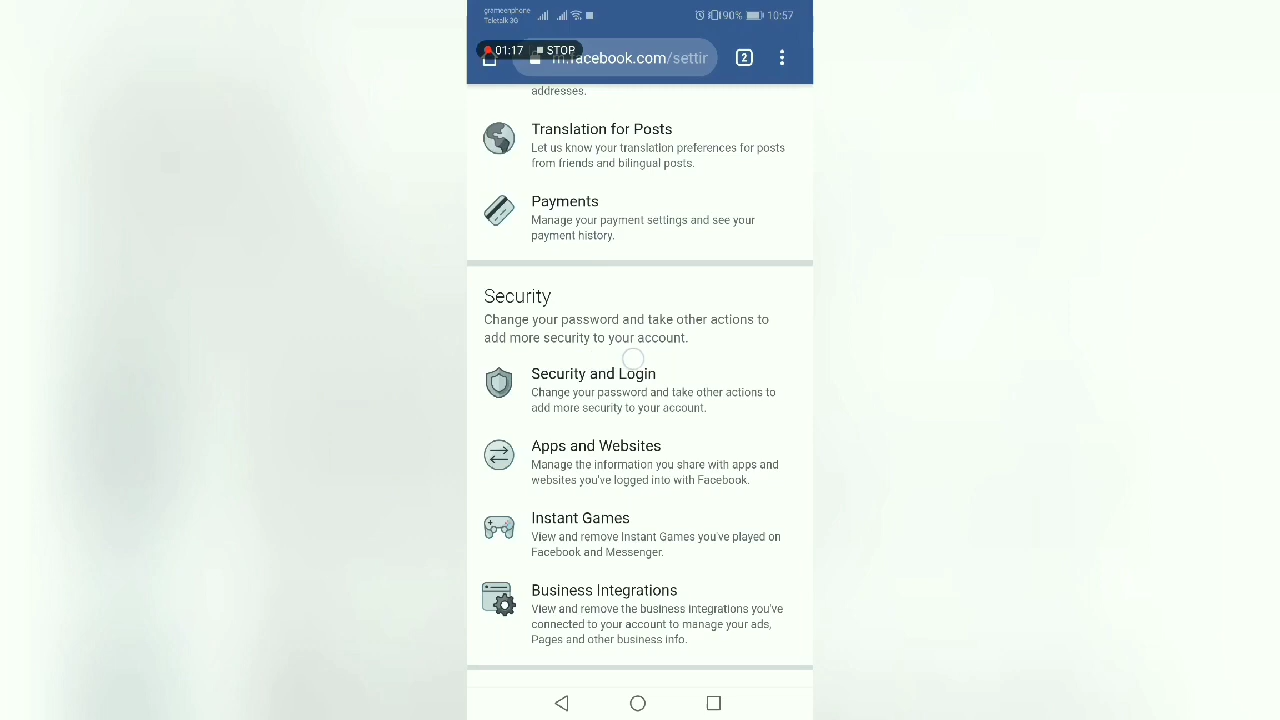 grameenphone
Teletalk 3G
90% 10:57
01:17 STOP
m.facebook.com/settir
2
addresses.
Translation for Posts
Let us know your translation preferences for posts
from friends and bilingual posts.
Payments
Manage your payment settings and see your
payment history.
Security
Change your password and take other actions to
add more security to your account.
Security and Login
Change your password and take other actions to
add more security to your account.
Apps and Websites
Manage the information you share with apps and
websites you've logged into with Facebook.
Instant Games
View and remove Instant Games you've played on
Facebook and Messenger.
Business Integrations
View and remove the business integrations you've
connected to your account to manage your ads,
Pages and other business info.